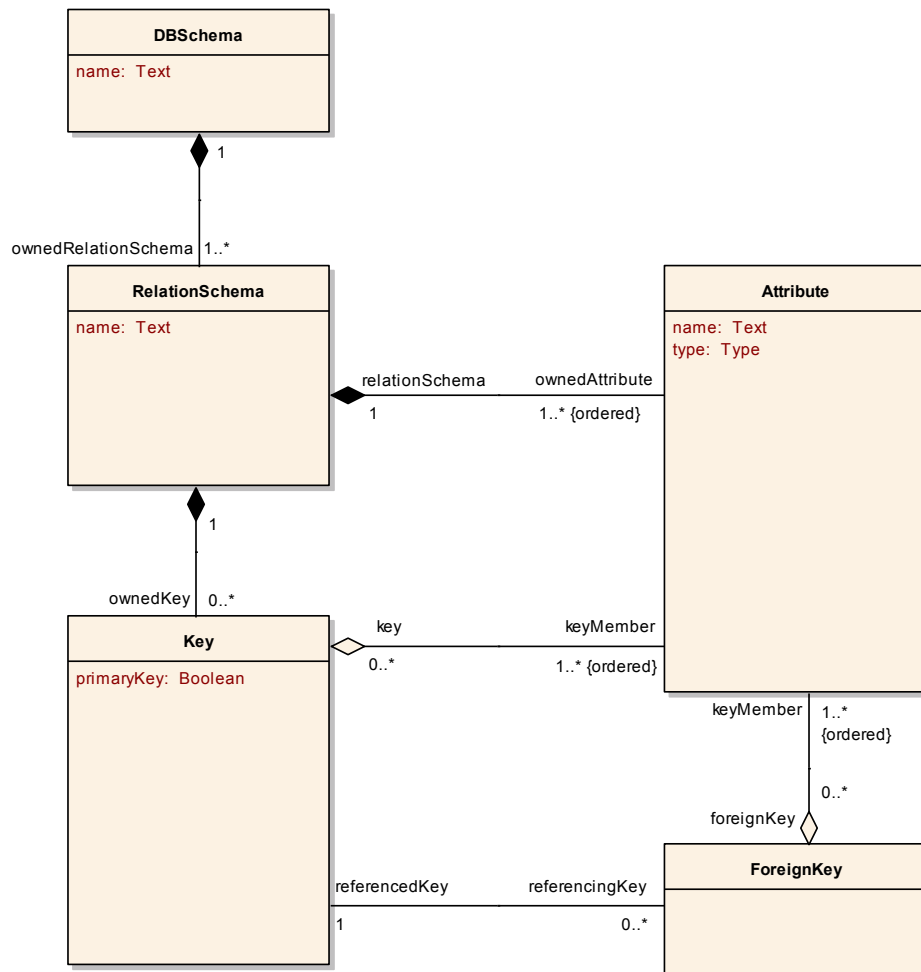 DBSchema
name: Text
1
ownedRelationSchema 1..*
RelationSchema
name: Text
Attribute
name: Text
type: Type
relationSchema
ownedAttribute
1
1..* {ordered}
1
ownedKey 0..*
Key
primaryKey: Boolean
key
keyMember
0..*
1..* {ordered}
keyMember 1..*
{ordered}
0..*
foreignKey
ForeignKey
referencedKey
referencingKey
1
0..*